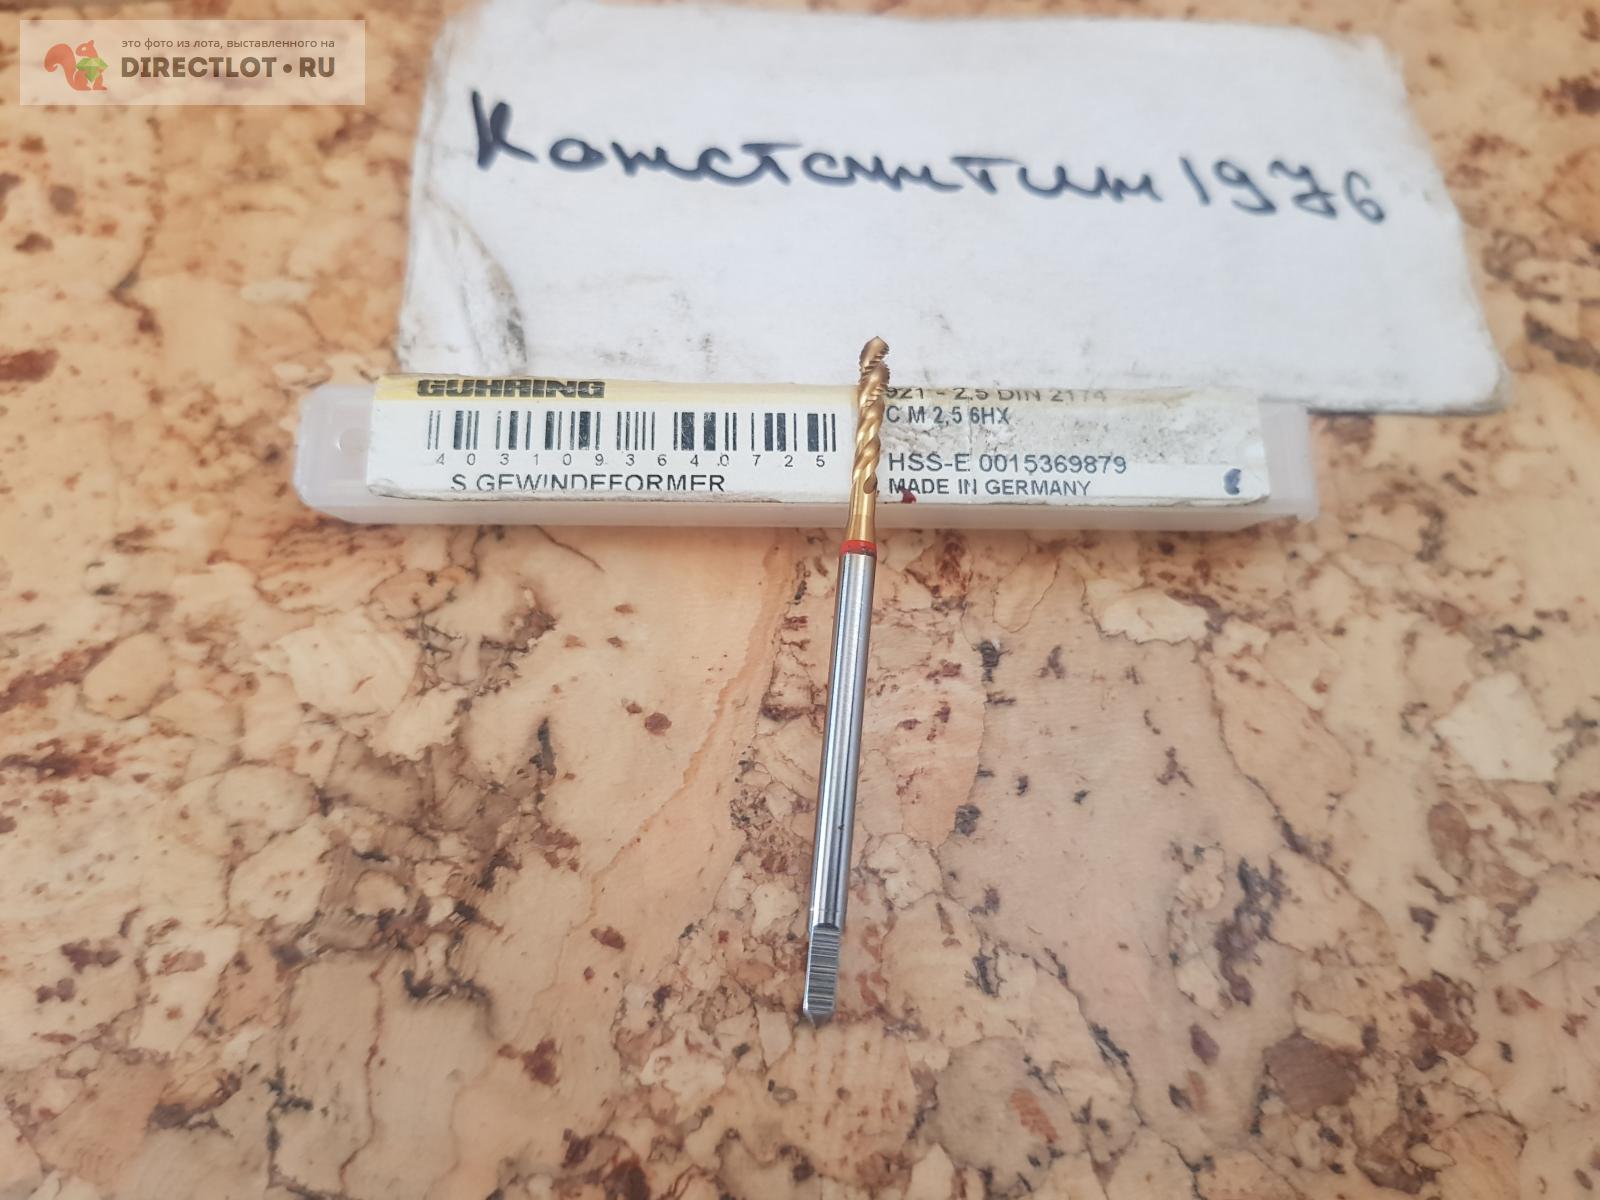 это фото из лота, выставленного на
DIRECTLOT•RU
Константин 1976
GUHRING
921 - 2,5 DIN 2174
C M 2,5 6HX
4031093640725
HSS-E 0015369879
S GEWINDEFORMER
MADE IN GERMANY